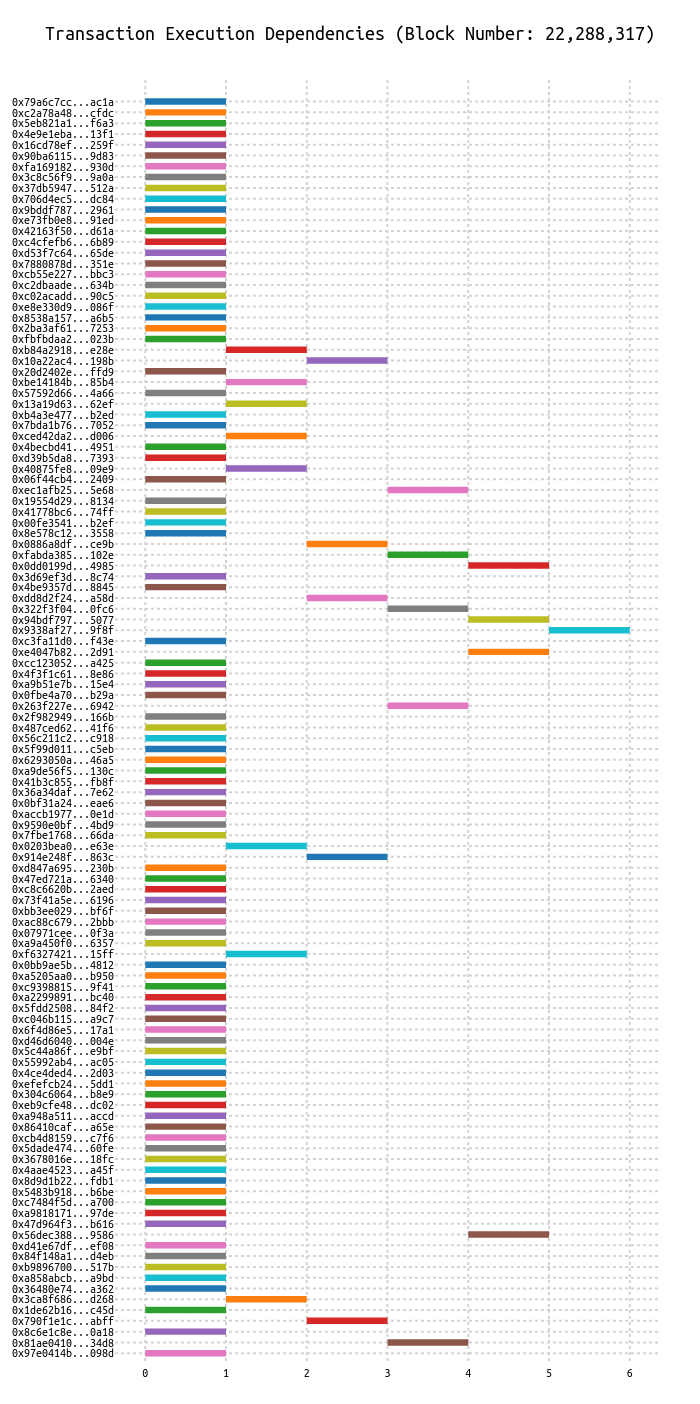 Transaction Execution Dependencies (Block Number: 22,288,317)
0x79a6c7cc...ac1a
0xc2a78a48...cfdc
0x5eb821a1...f6a3
0x4e9e1eba...13f1
0x16cd78ef...259f
0x90ba6115...9d83
0xfa169182...930d
0x3c8c56f9...9a0a
0x37db5947...512a
0x706d4ec5...dc84
0x9bddf787...2961
0xe73fb0e8...91ed
0x42163f50...d61a
0xc4cfefb6...6b89
0xd53f7c64...65de
0x7880878d...351e
0xcb55e227...bbc3
0xc2dbaade...634b
0xc02acadd...90c5
0xe8e330d9...086f
0x8538a157...a6b5
0x2ba3af61...7253
0xfbfbdaa2...023b
0xb84a2918...e28e
0x10a22ac4...198b
0x20d2402e...ffd9
0xbe14184b...85b4
0x57592d66...4a66
0x13a19d63...62ef
0xb4a3e477...b2ed
0x7bda1b76...7052
0xced42da2...d006
0x4becbd41...4951
0xd39b5da8...7393
0x40875fe8...09e9
0x06f44cb4...2409
0xec1afb25...5e68
0x19554d29...8134
0x41778bc6...74ff
0x00fe3541...b2ef
0x8e578c12...3558
0x0886a8df...ce9b
0xfabda385...102e
0x0dd0199d...4985
0x3d69ef3d...8c74
0x4be9357d...8845
0xdd8d2f24...a58d
0x322f3f04...0fc6
0x94bdf797...5077
0x9338af27...9f8f
0xc3fa11d0...f43e
0xe4047b82...2d91
0xcc123052...a425
0x4f3f1c61...8e86
0xa9b51e7b...15e4
0x0fbe4a70...b29a
0x263f227e...6942
0x2f982949...166b
0x487ced62...41f6
0x56c211c2...c918
0x5f99d011...c5eb
0x6293050a...46a5
0xa9de56f5...130c
0x41b3c855...fb8f
0x36a34daf...7e62
0x0bf31a24...eae6
0xaccb1977...0e1d
0x9590e0bf...4bd9
0x7fbe1768...66da
0x0203bea0...e63e
0x914e248f...863c
0xd847a695...230b
0x47ed721a...6340
0xc8c6620b...2aed
0x73f41a5e...6196
0xbb3ee029...bf6f
0xac88c679...2bbb
0x07971cee...0f3a
0xa9a450f0...6357
0xf6327421...15ff
0x0bb9ae5b...4812
0xa5205aa0...b950
0xc9398815...9f41
0xa2299891...bc40
0x5fdd2508...84f2
0xc046b115...a9c7
0x6f4d86e5...17a1
0xd46d6040...004e
0x5c44a86f...e9bf
0x55992ab4...ac05
0x4ce4ded4...2d03
0xefefcb24...5dd1
0x304c6064...b8e9
0xeb9cfe48...dc02
0xa948a511...accd
0x86410caf...a65e
0xcb4d8159...c7f6
0x5dade474...60fe
0x3678016e...18fc
0x4aae4523...a45f
0x8d9d1b22...fdb1
0x5483b918...b6be
0xc7484f5d...a700
0xa9818171...97de
0x47d964f3...b616
0x56dec388...9586
0xd41e67df...ef08
0x84f148a1...d4eb
0xb9896700...517b
0xa858abcb...a9bd
0x36480e74...a362
0x3ca8f686...d268
0x1de62b16...c45d
0x790f1e1c...abff
0x8c6e1c8e...0a18
0x81ae0410...34d8
0x97e0414b...098d
0 1 2 3 4 5 6